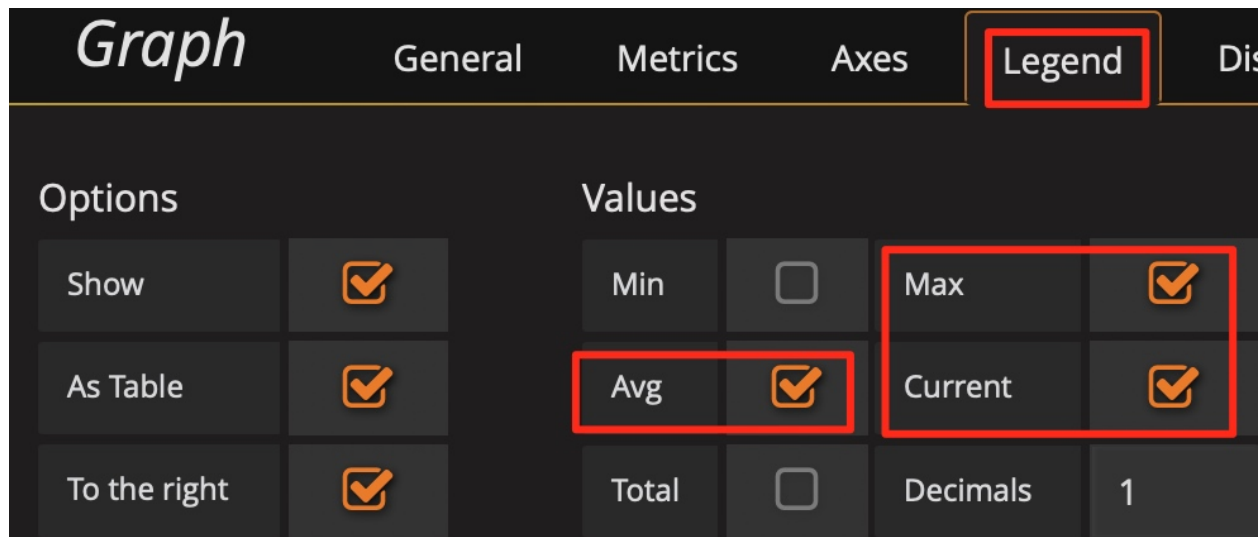 Graph General Metrics Axes Legend Dis
Options Values
Show Min Max
As Table Avg Current
To the right Total Decimals 1